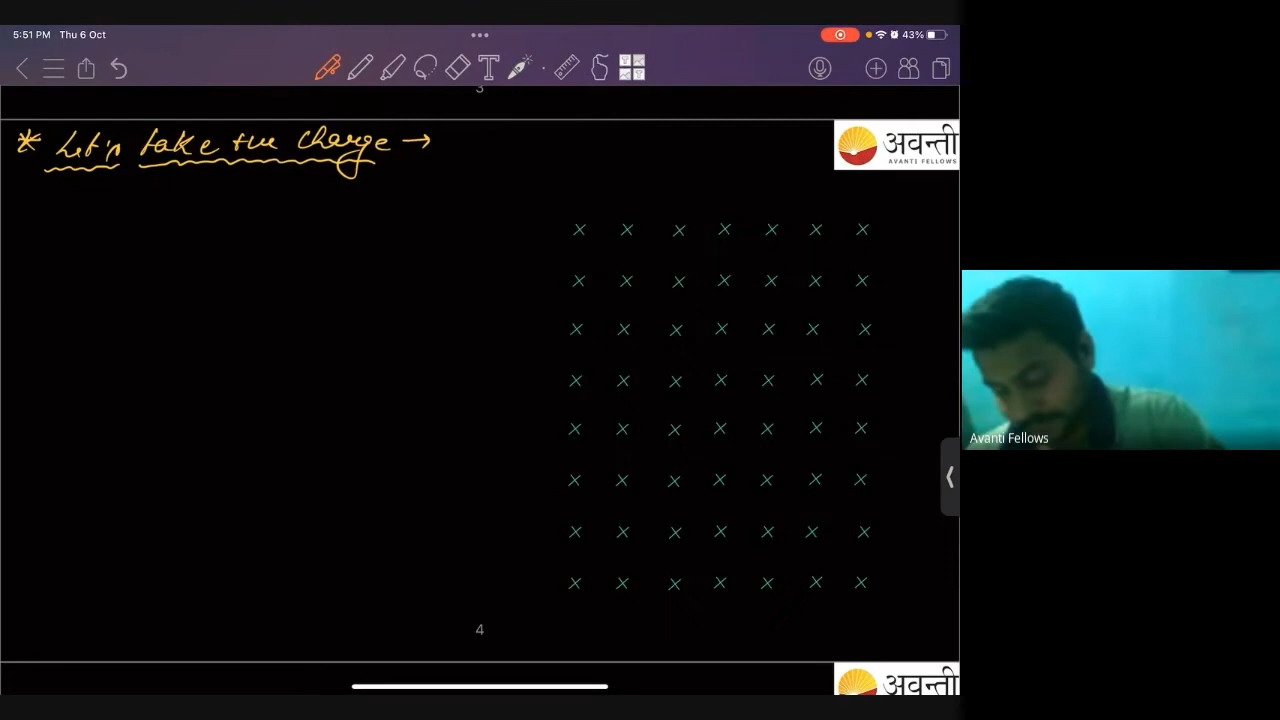 5:51 PM Thu 6 Oct
43%
3
* Let's take the charge →
अवन्ती
AVANTI FELLOWS
× × × × × × ×
× × × × × × ×
× × × × × × ×
× × × × × × ×
× × × × × × ×
× × × × × × ×
× × × × × × ×
× × × × × × ×
Avanti Fellows
4
अवन्ती